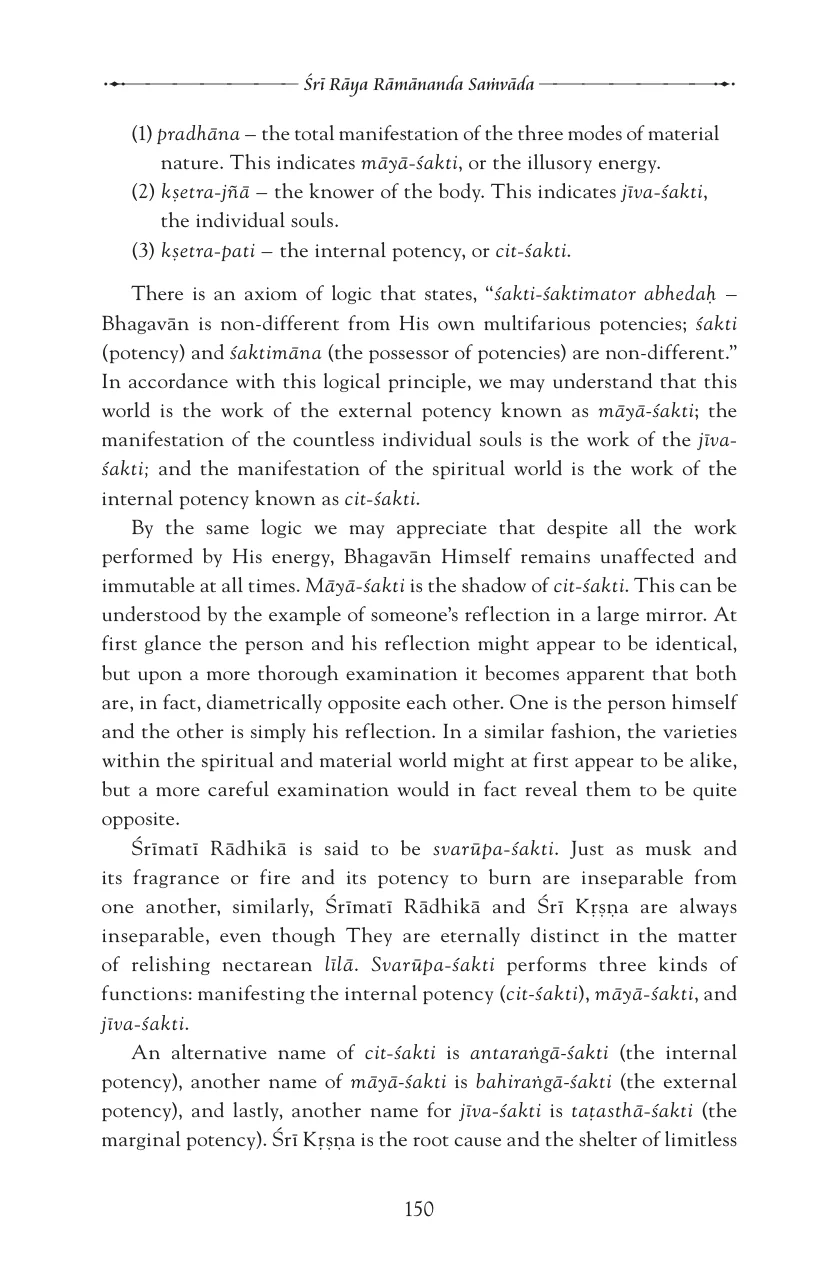 Śrī Rāya Rāmānanda Saṁvāda
(1) pradhāna – the total manifestation of the three modes of material
nature. This indicates māyā-śakti, or the illusory energy.
(2) kṣetra-jñā – the knower of the body. This indicates jīva-śakti,
the individual souls.
(3) kṣetra-pati – the internal potency, or cit-śakti.
There is an axiom of logic that states, “śakti-śaktimator abhedaḥ –
Bhagavān is non-different from His own multifarious potencies; śakti
(potency) and śaktimāna (the possessor of potencies) are non-different.”
In accordance with this logical principle, we may understand that this
world is the work of the external potency known as māyā-śakti; the
manifestation of the countless individual souls is the work of the jīva-
śakti; and the manifestation of the spiritual world is the work of the
internal potency known as cit-śakti.
By the same logic we may appreciate that despite all the work
performed by His energy, Bhagavān Himself remains unaffected and
immutable at all times. Māyā-śakti is the shadow of cit-śakti. This can be
understood by the example of someone’s reflection in a large mirror. At
first glance the person and his reflection might appear to be identical,
but upon a more thorough examination it becomes apparent that both
are, in fact, diametrically opposite each other. One is the person himself
and the other is simply his reflection. In a similar fashion, the varieties
within the spiritual and material world might at first appear to be alike,
but a more careful examination would in fact reveal them to be quite
opposite.
Śrīmatī Rādhikā is said to be svarūpa-śakti. Just as musk and
its fragrance or fire and its potency to burn are inseparable from
one another, similarly, Śrīmatī Rādhikā and Śrī Kṛṣṇa are always
inseparable, even though They are eternally distinct in the matter
of relishing nectarean līlā. Svarūpa-śakti performs three kinds of
functions: manifesting the internal potency (cit-śakti), māyā-śakti, and
jīva-śakti.
An alternative name of cit-śakti is antaraṅgā-śakti (the internal
potency), another name of māyā-śakti is bahiraṅgā-śakti (the external
potency), and lastly, another name for jīva-śakti is taṭasthā-śakti (the
marginal potency). Śrī Kṛṣṇa is the root cause and the shelter of limitless
150